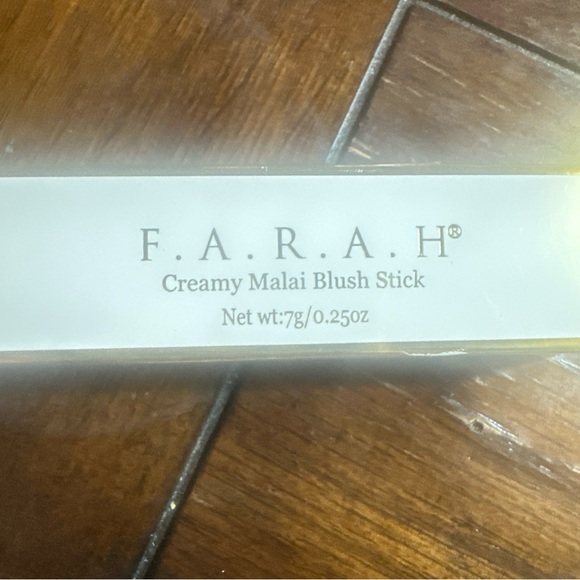 F.A.R.A.H®
Creamy Malai Blush Stick
Net wt:7g/0.25oz